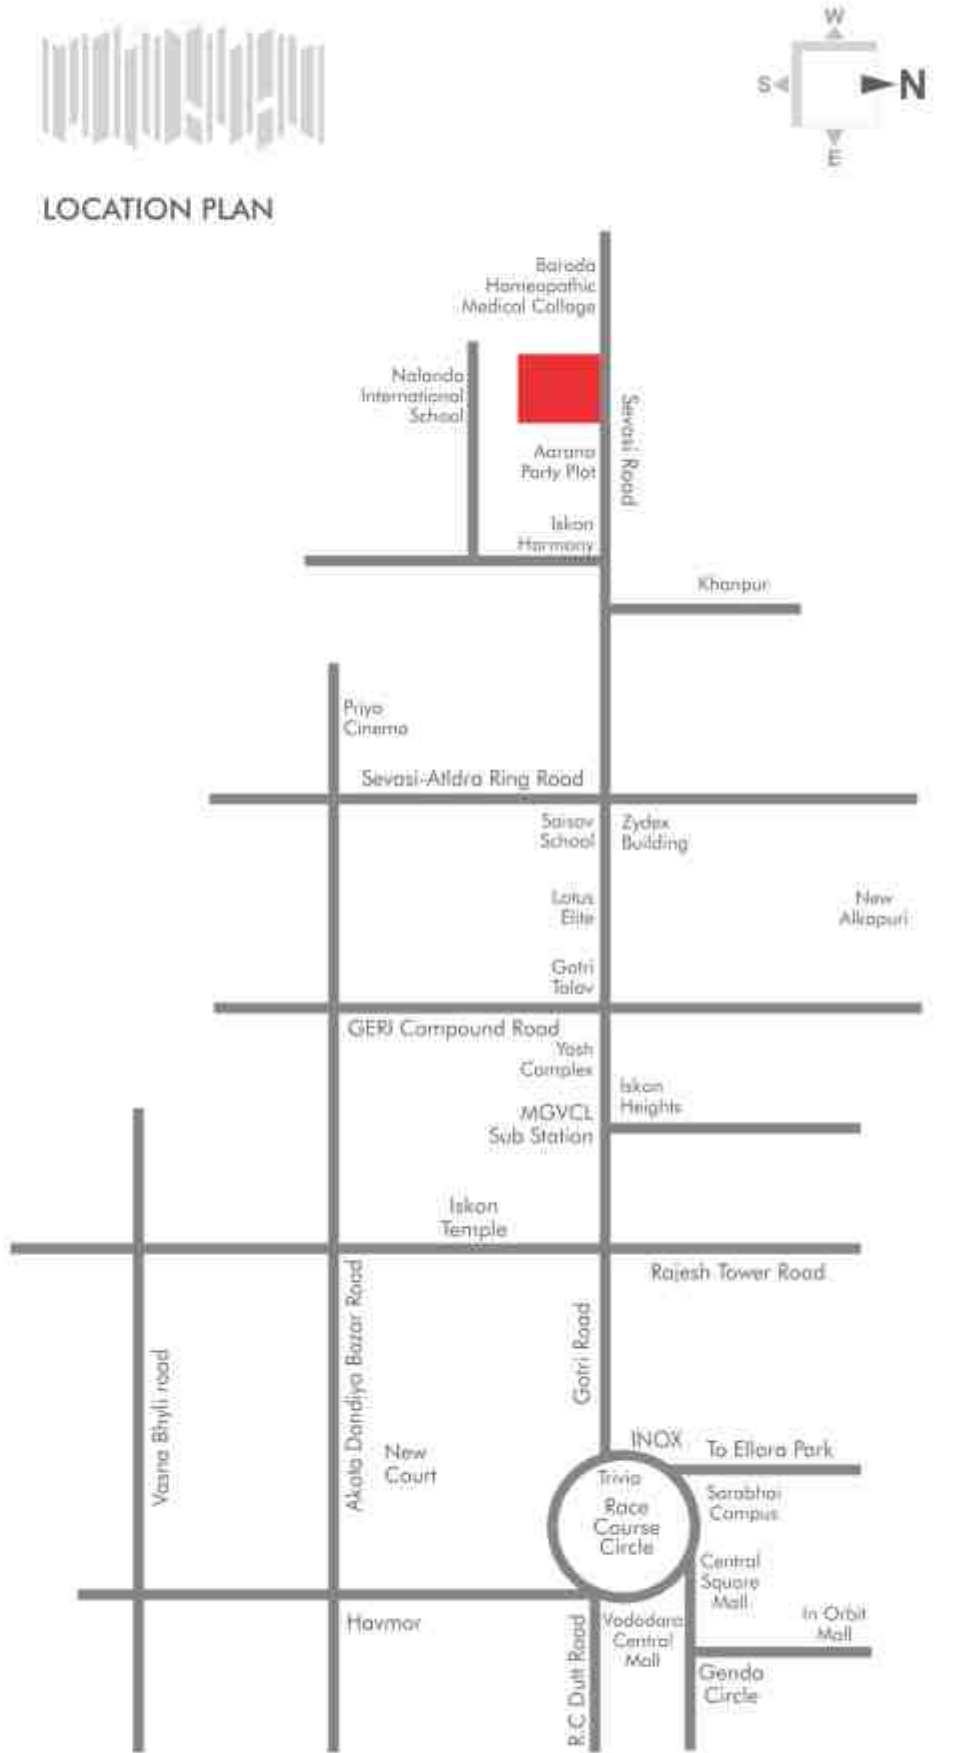 W
S
N
E
LOCATION PLAN
Baroda
Homeopathic
Medical Collage
Nalanda
International
School
Sevasi Road
Aarana
Party Plot
Iskon
Harmony
Khanpur
Priya
Cinema
Sevasi-Atldra Ring Road
Saisav
School
Zydex
Building
Lotus
Elite
New
Alkapuri
Gotri
Talav
GERI Compound Road
Yash
Complex
Iskon
Heights
MGVCL
Sub Station
Iskon
Temple
Rajesh Tower Road
Vasna Bhyli road
Akota Dandiya Bazar Road
Gotri Road
New
Court
INOX
To Ellora Park
Trivia
Race
Course
Circle
Sarabhai
Campus
Central
Square
Mall
Havmor
R.C Dutt Road
Vododara
Central
Mall
In Orbit
Mall
Genda
Circle